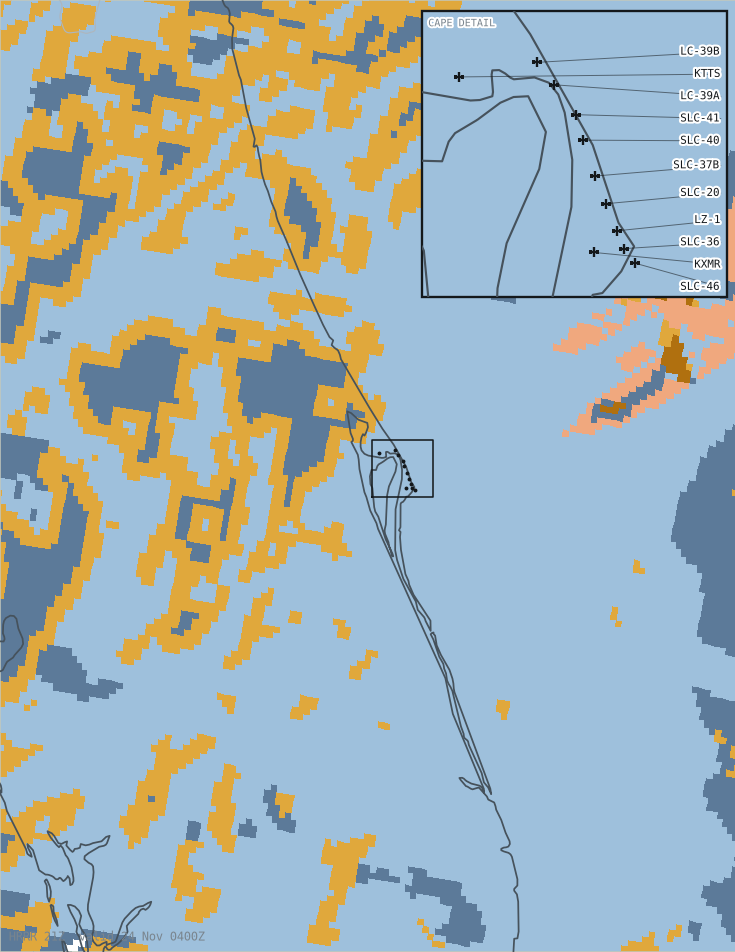 CAPE DETAIL
LC-39B
KTTS
LC-39A
SLC-41
SLC-40
SLC-37B
SLC-20
LZ-1
SLC-36
KXMR
SLC-46
Nov 0400Z